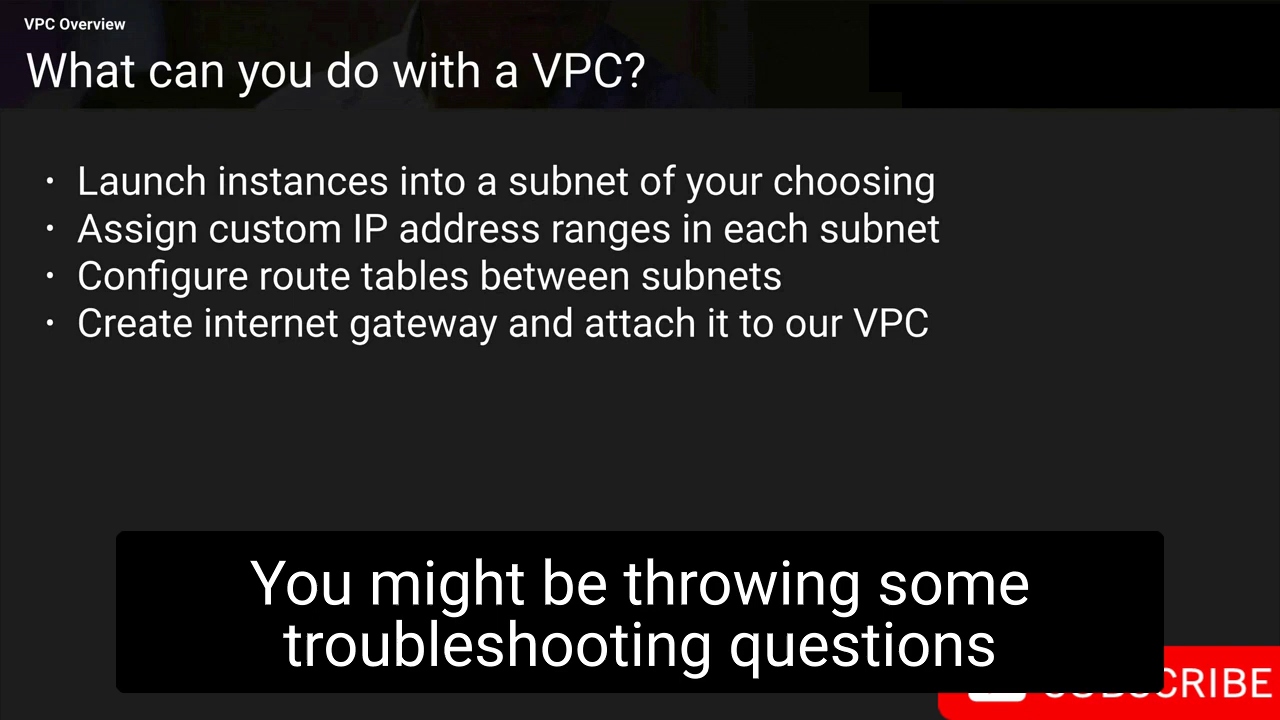 VPC Overview
What can you do with a VPC?
• Launch instances into a subnet of your choosing
• Assign custom IP address ranges in each subnet
• Configure route tables between subnets
• Create internet gateway and attach it to our VPC
You might be throwing some
troubleshooting questions
SUBSCRIBE